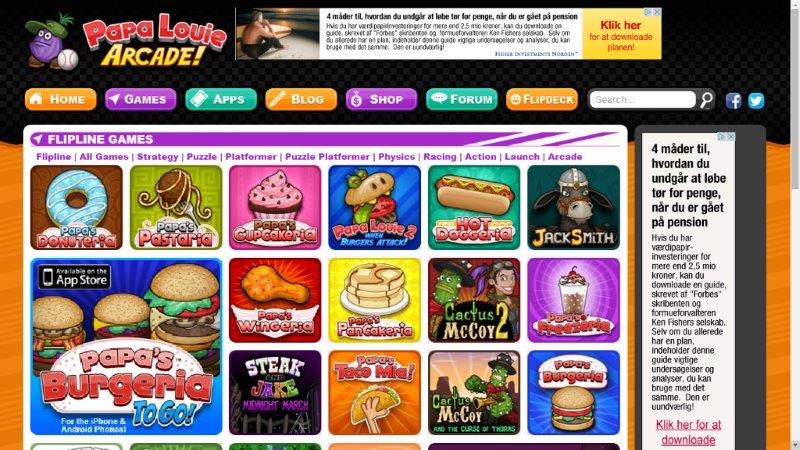 Papa Louie
Arcade!
4 måder til, hvordan du undgår at løbe tør for penge, når du er gået på pension
Hvis du har værdipapirinvesteringer for mere end 2,5 mio kroner, kan du downloade en
guide, skrevet af "Forbes" skribenten og formueforvalteren Ken Fishers selskab. Selv om
du allerede har en plan, indeholder denne guide vigtige undersøgelser og analyser, du kan
bruge med det samme. Den er uundværlig!
Fisher Investments Norden
Klik her
for at downloade
planen!
Home
Games
Apps
Blog
Shop
Forum
Flipdeck
Search...
Flipline Games
Flipline | All Games | Strategy | Puzzle | Platformer | Puzzle Platformer | Physics | Racing | Action | Launch | Arcade
Papa's
Donuteria
Papa's
Pastaria
Papa's
Cupcakeria
Papa Louie 2
When
Burgers Attack!
Papa's
Hot
Doggeria
JackSmith
Available on the
App Store
Papa's
Burgeria
To Go!
For the iPhone &
Android Phones!
Papa's
Wingeria
Papa's
Pancakeria
Cactus
McCoy
2
Papa's
Freezeria
Steak
and
Jake
Midnight March
Papa's
Taco Mia!
Cactus
McCoy
and the Curse of Thorns
Papa's
Burgeria
4 måder til,
hvordan du
undgår at løbe
tør for penge,
når du er gået
på pension
Hvis du har
værdipapir-
investeringer for
mere end 2,5 mio
kroner, kan du
downloade en guide,
skrevet af "Forbes"
skribenten og
formueforvalteren
Ken Fishers selskab.
Selv om du allerede
har en plan,
indeholder denne
guide vigtige
undersøgelser og
analyser, du kan
bruge med det
samme. Den er
uundværlig!
Klik her for at
downloade